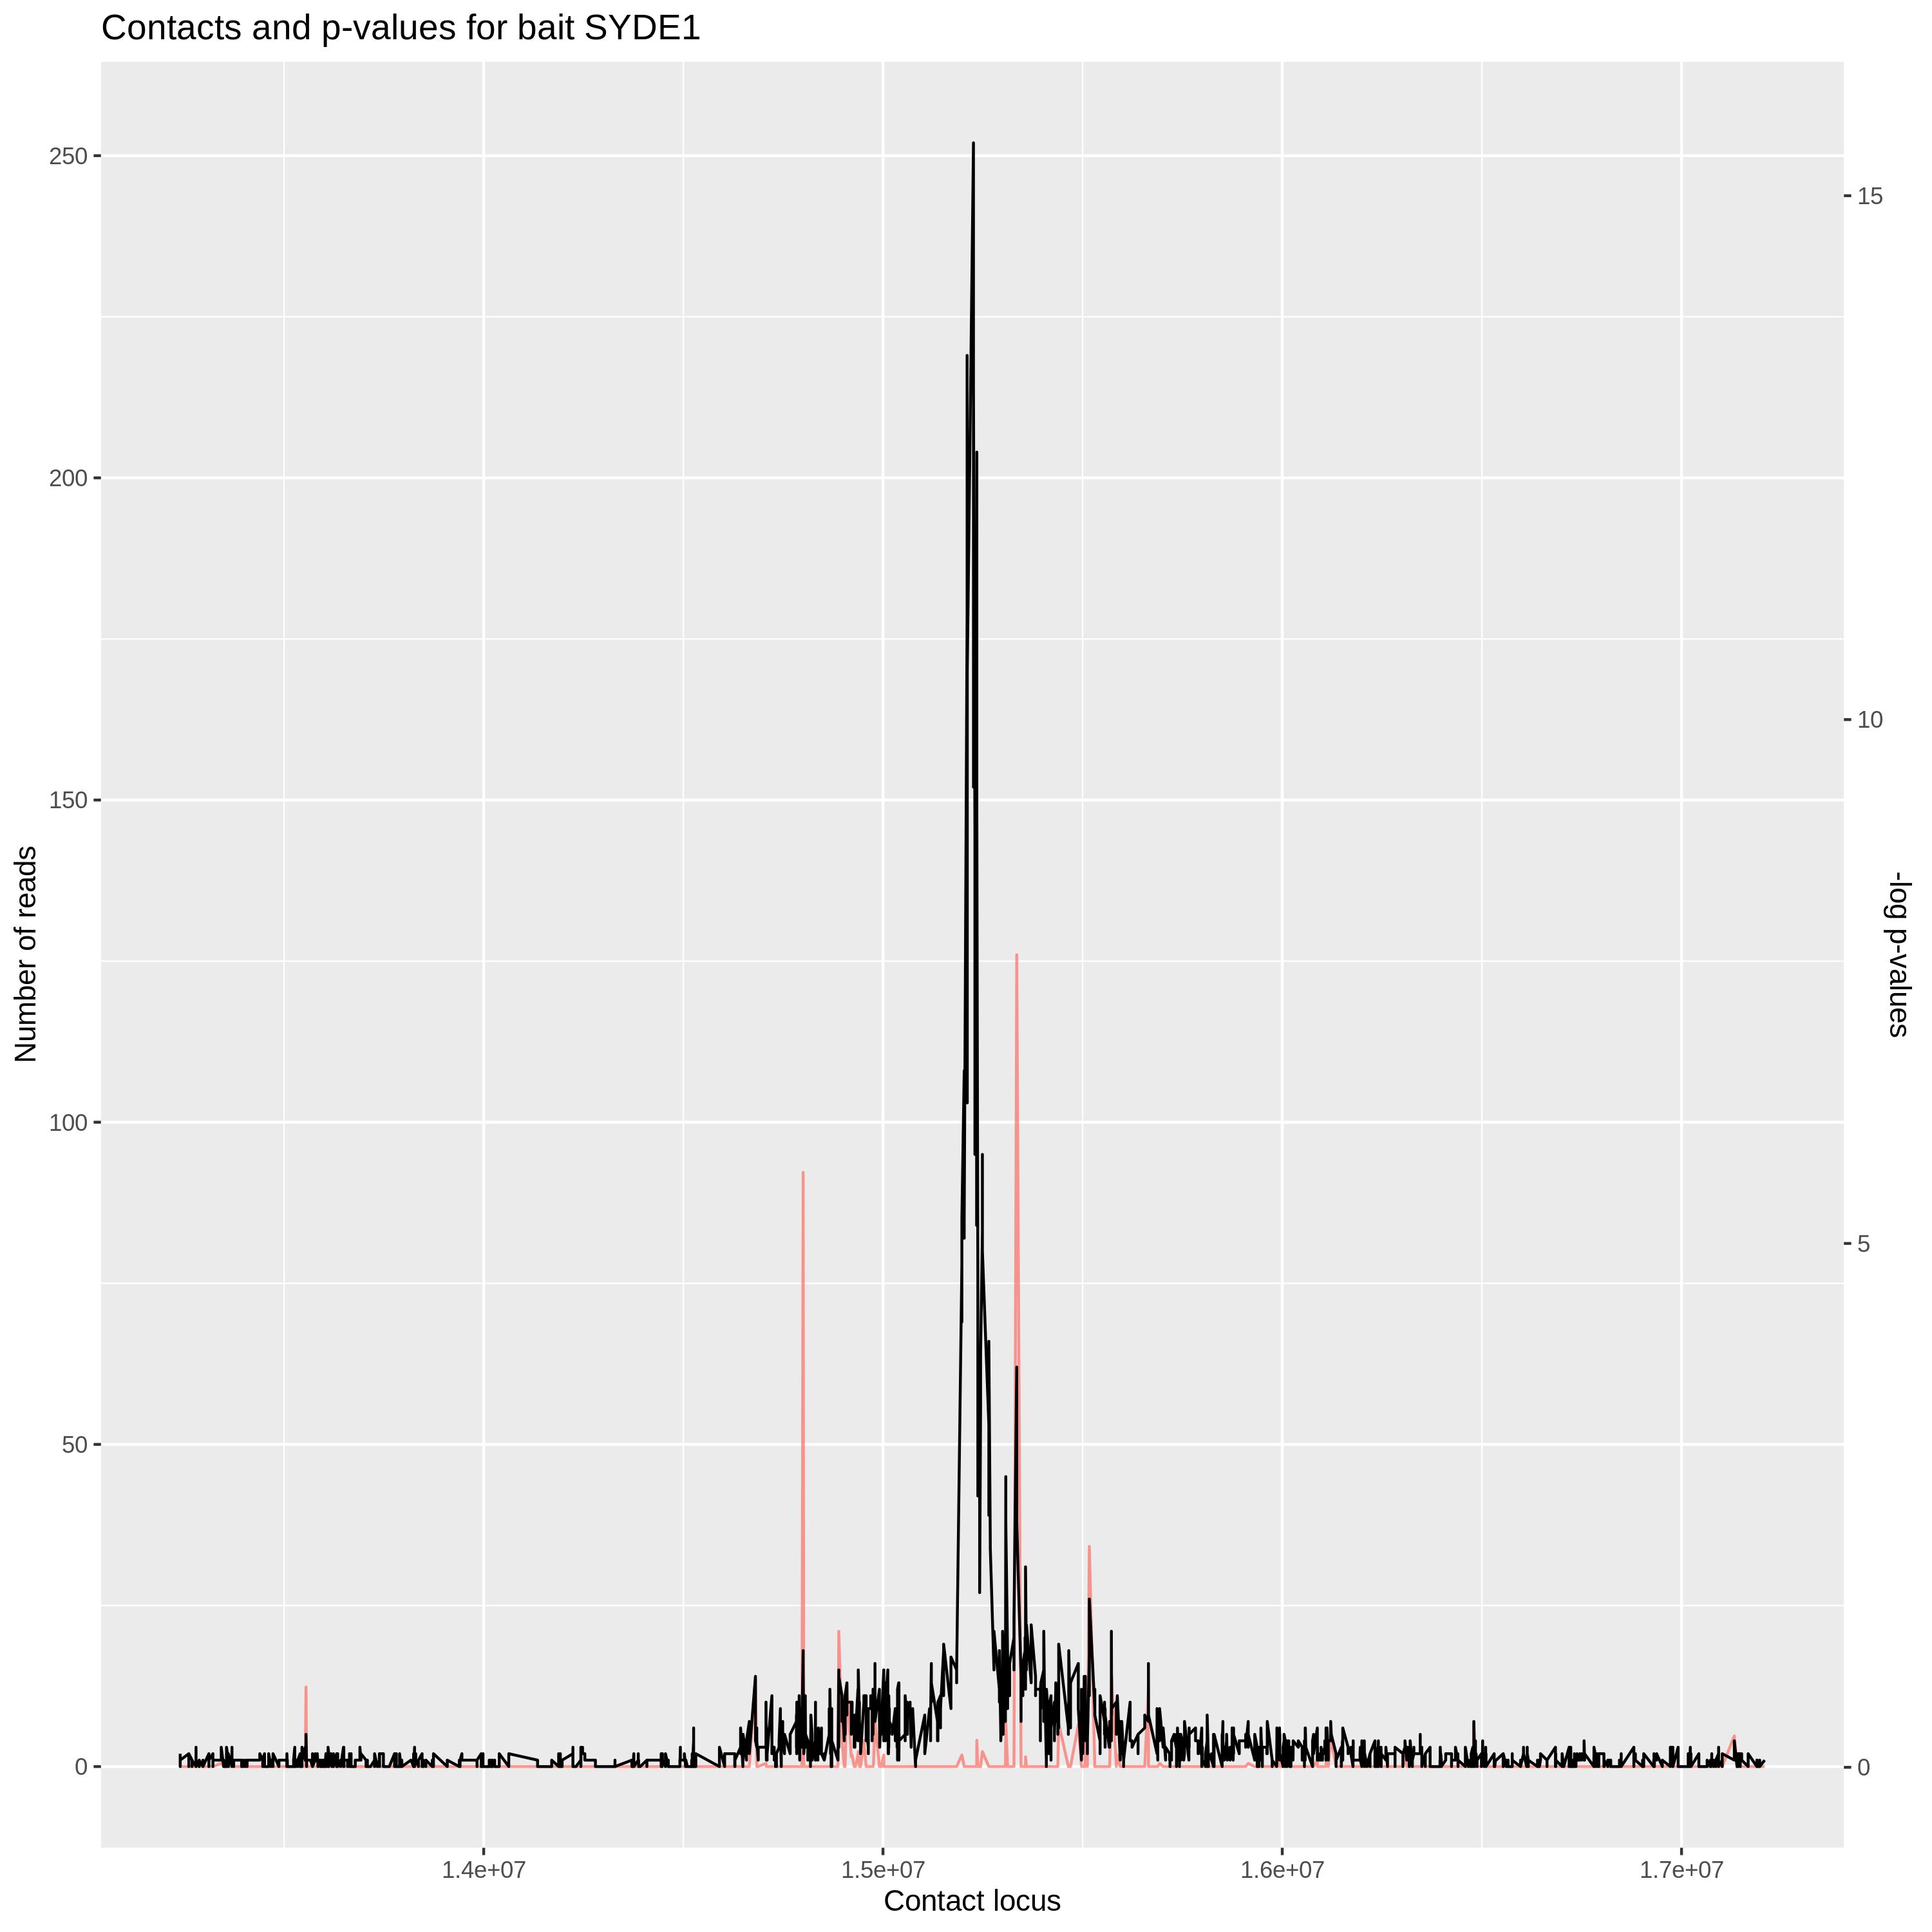 Contacts and p-values for bait SYDE1
250
200
150
100
50
0
Number of reads
15
10
5
0
-log p-values
1.4e+07
1.5e+07
1.6e+07
1.7e+07
Contact locus